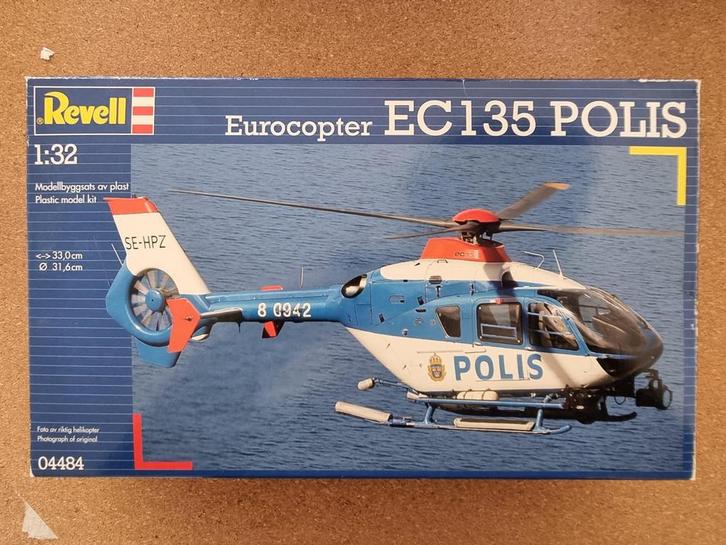 Revell
Eurocopter EC135 POLIS
1:32
Modellbyggsats av plast
Plastic model kit
<-> 33,0cm
Ø 31,6cm
SE-HPZ
8 0942
POLIS
Foto av riktig helikopter
Photograph of original
04484